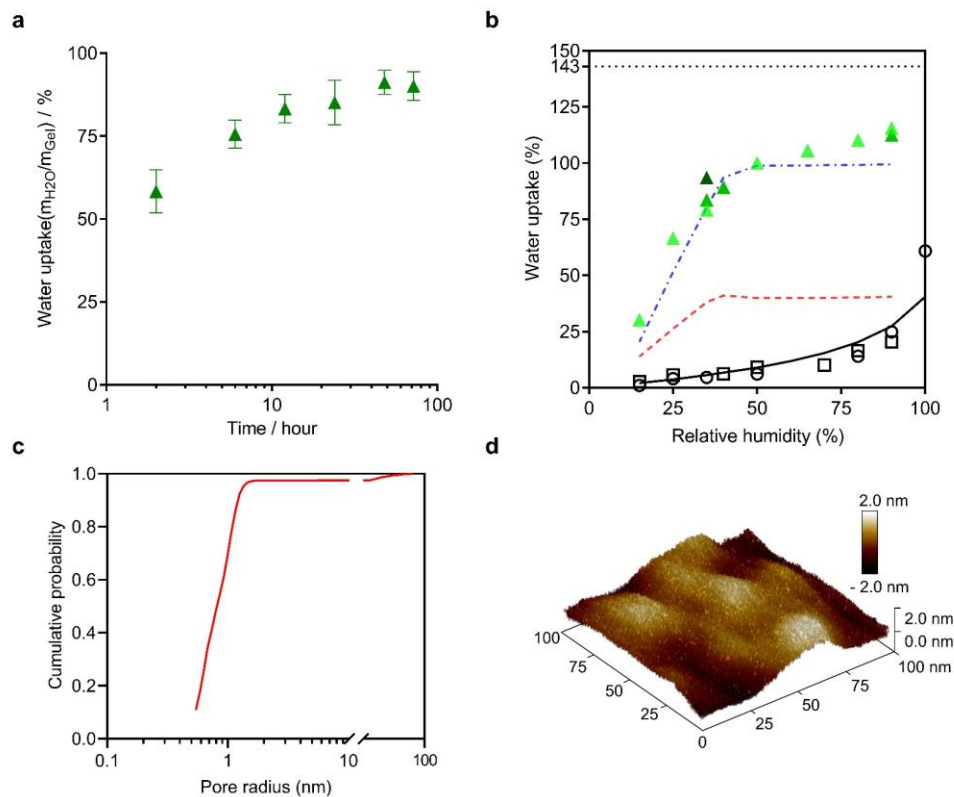 a
100
75
50
25
0
1
10
100
Water uptake(mH2O/mGel) / %
Time / hour
b
150
143
125
100
75
50
25
0
0
25
50
75
100
Water uptake (%)
Relative humidity (%)
c
1.0
0.8
0.6
0.4
0.2
0.0
0.1
1
10
100
Cumulative probability
Pore radius (nm)
d
2.0 nm
- 2.0 nm
2.0 nm
0.0 nm
100 nm
75
50
25
0
25
50
75
100